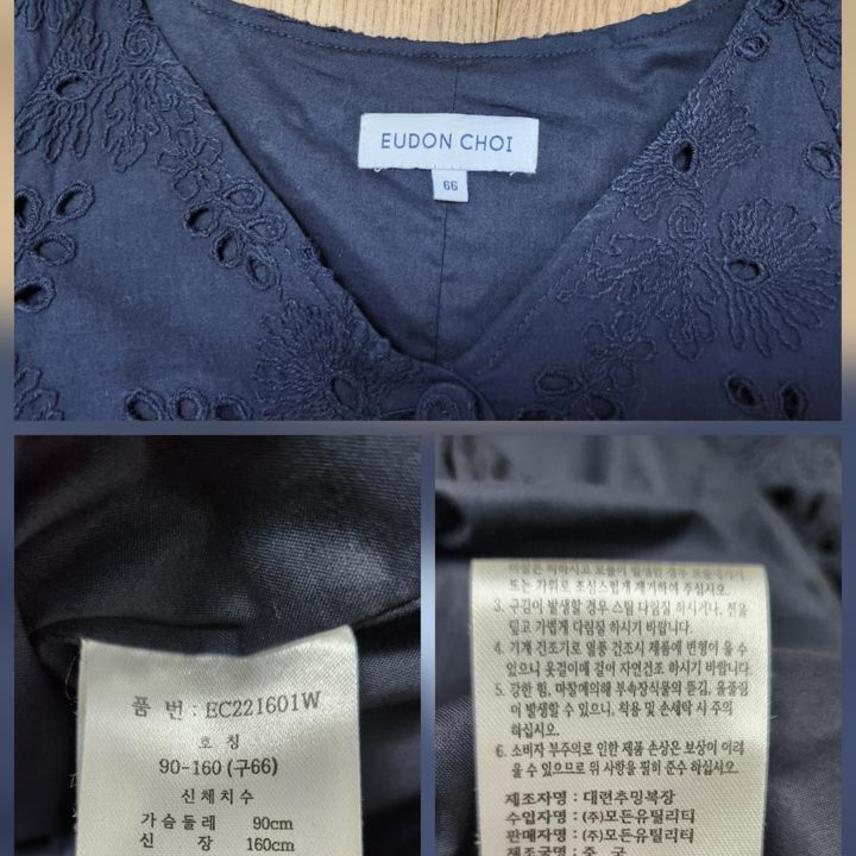 EUDON CHOI
66
품 번 : EC221601W
호 칭
90-160 (구66)
신체치수
가슴둘레 90cm
신 장 160cm
또는 가위로 조심스럽게 제거하여 주십시오.
3. 구김이 발생할 경우 스팀 다림질 하시거나, 천을
덮고 가볍게 다림질 하시기 바랍니다.
4. 기계 건조기로 열풍 건조시 제품에 변형이 올 수
있으니 옷걸이에 걸어 자연건조 하시기 바랍니다.
5. 강한 힘, 마찰에의해 부속장식물의 뜯김, 올풀림
이 발생할 수 있으니, 착용 및 손세탁 시 주의
하십시오.
6. 소비자 부주의로 인한 제품 손상은 보상이 어려
울 수 있으므로 위 사항을 필히 준수 하십시오.
제조자명 : 대련추밍복장
수입자명 : (주)모든유틸리티
판매자명 : (주)모든유틸리티
제조국명 : 중 국